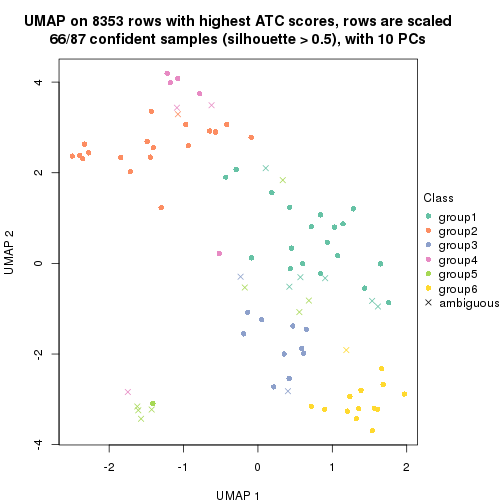 UMAP on 8353 rows with highest ATC scores, rows are scaled
66/87 confident samples (silhouette > 0.5), with 10 PCs
4
2
0
-2
-4
UMAP 2
-2
-1
0
1
2
UMAP 1
Class
group1
group2
group3
group4
group5
group6
ambiguous